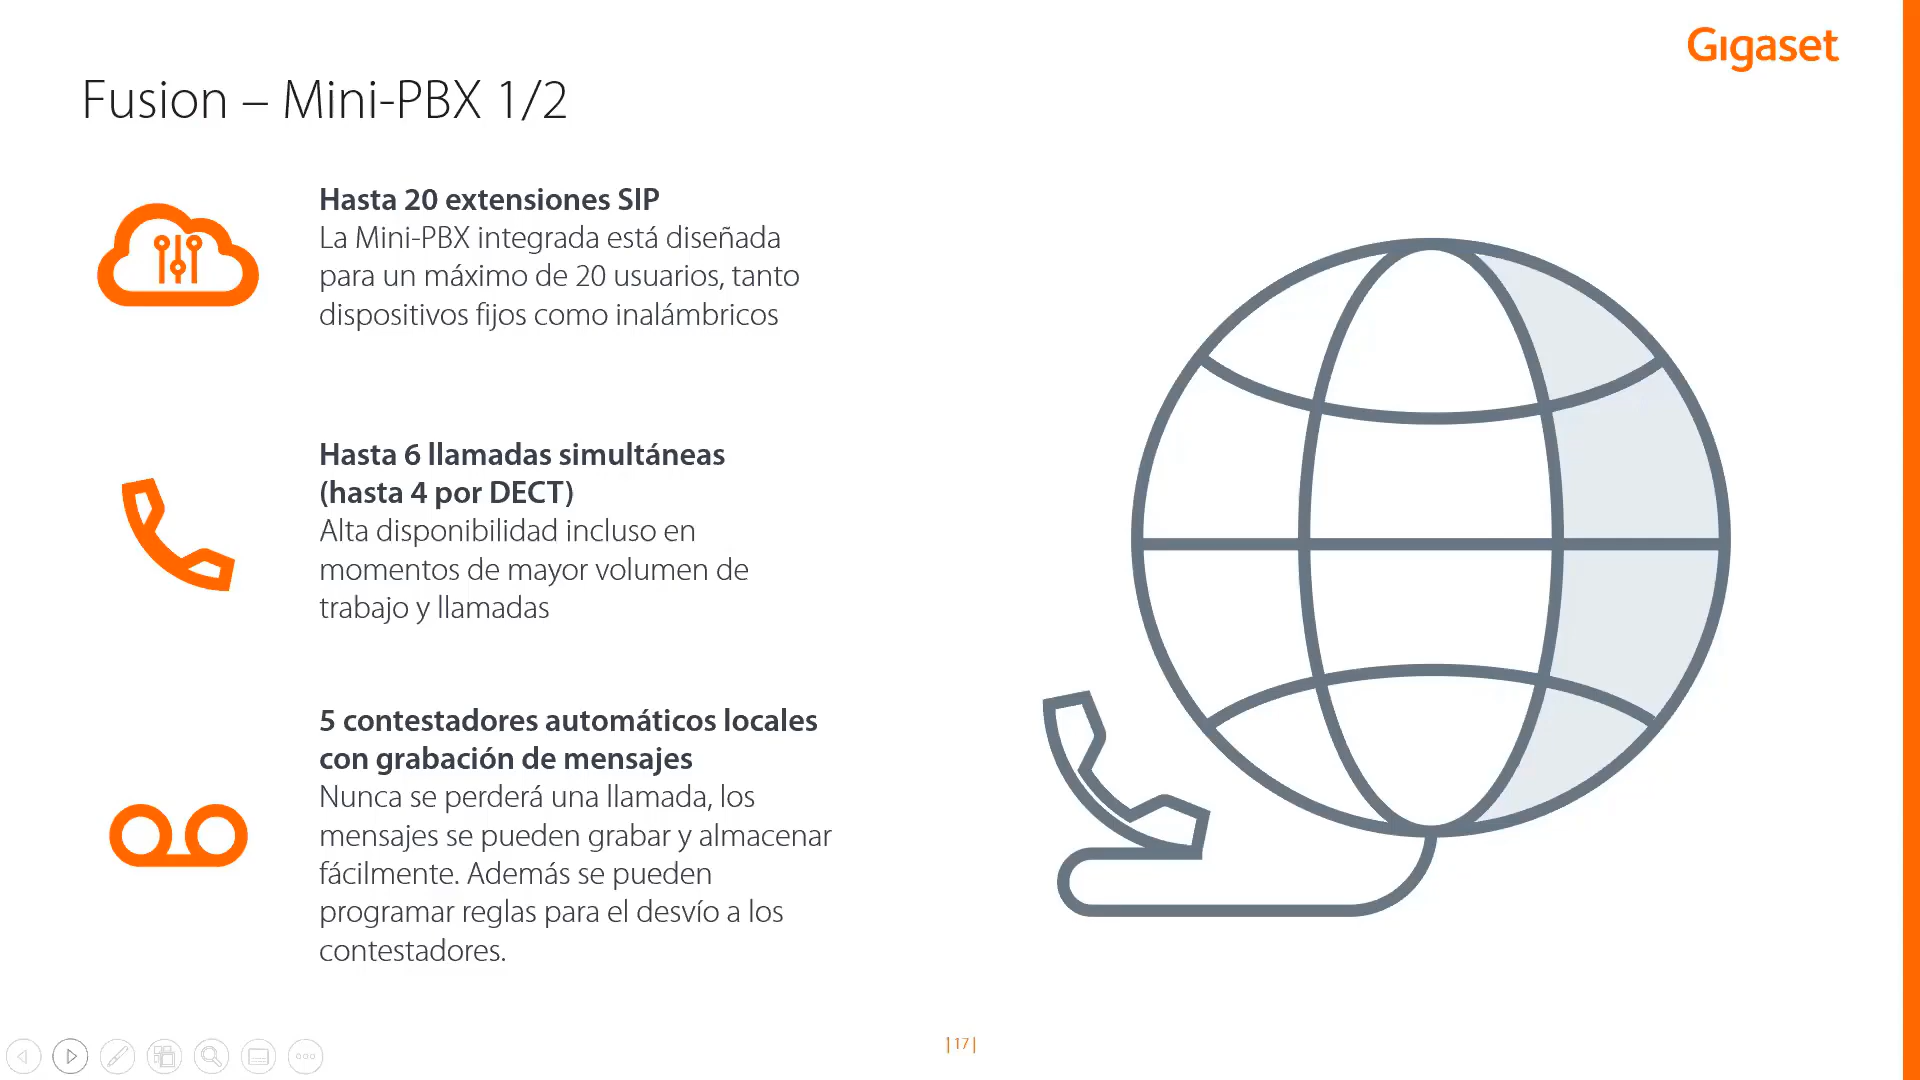 Gigaset
Fusion – Mini-PBX 1/2
Hasta 20 extensiones SIP
La Mini-PBX integrada está diseñada
para un máximo de 20 usuarios, tanto
dispositivos fijos como inalámbricos
Hasta 6 llamadas simultáneas
(hasta 4 por DECT)
Alta disponibilidad incluso en
momentos de mayor volumen de
trabajo y llamadas
5 contestadores automáticos locales
con grabación de mensajes
Nunca se perderá una llamada, los
mensajes se pueden grabar y almacenar
fácilmente. Además se pueden
programar reglas para el desvío a los
contestadores.
| 17 |